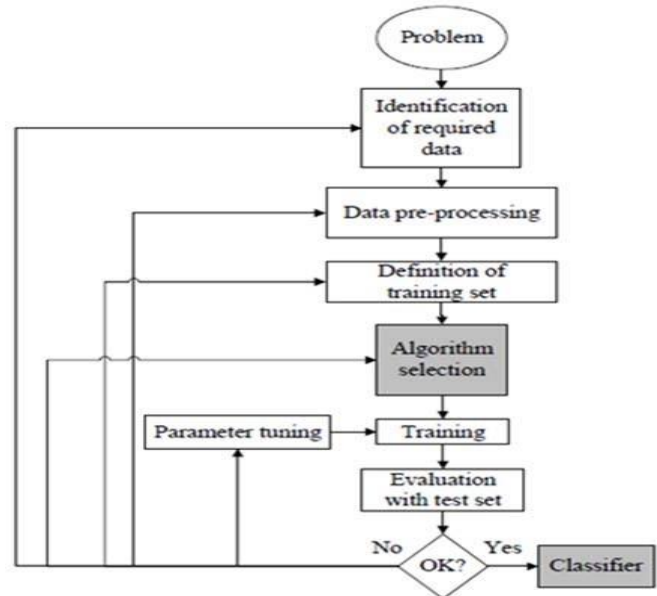 Problem
Identification
of required
data
Data pre-processing
Definition of
training set
Algorithm
selection
Parameter tuning
Training
Evaluation
with test set
No
OK?
Yes
Classifier